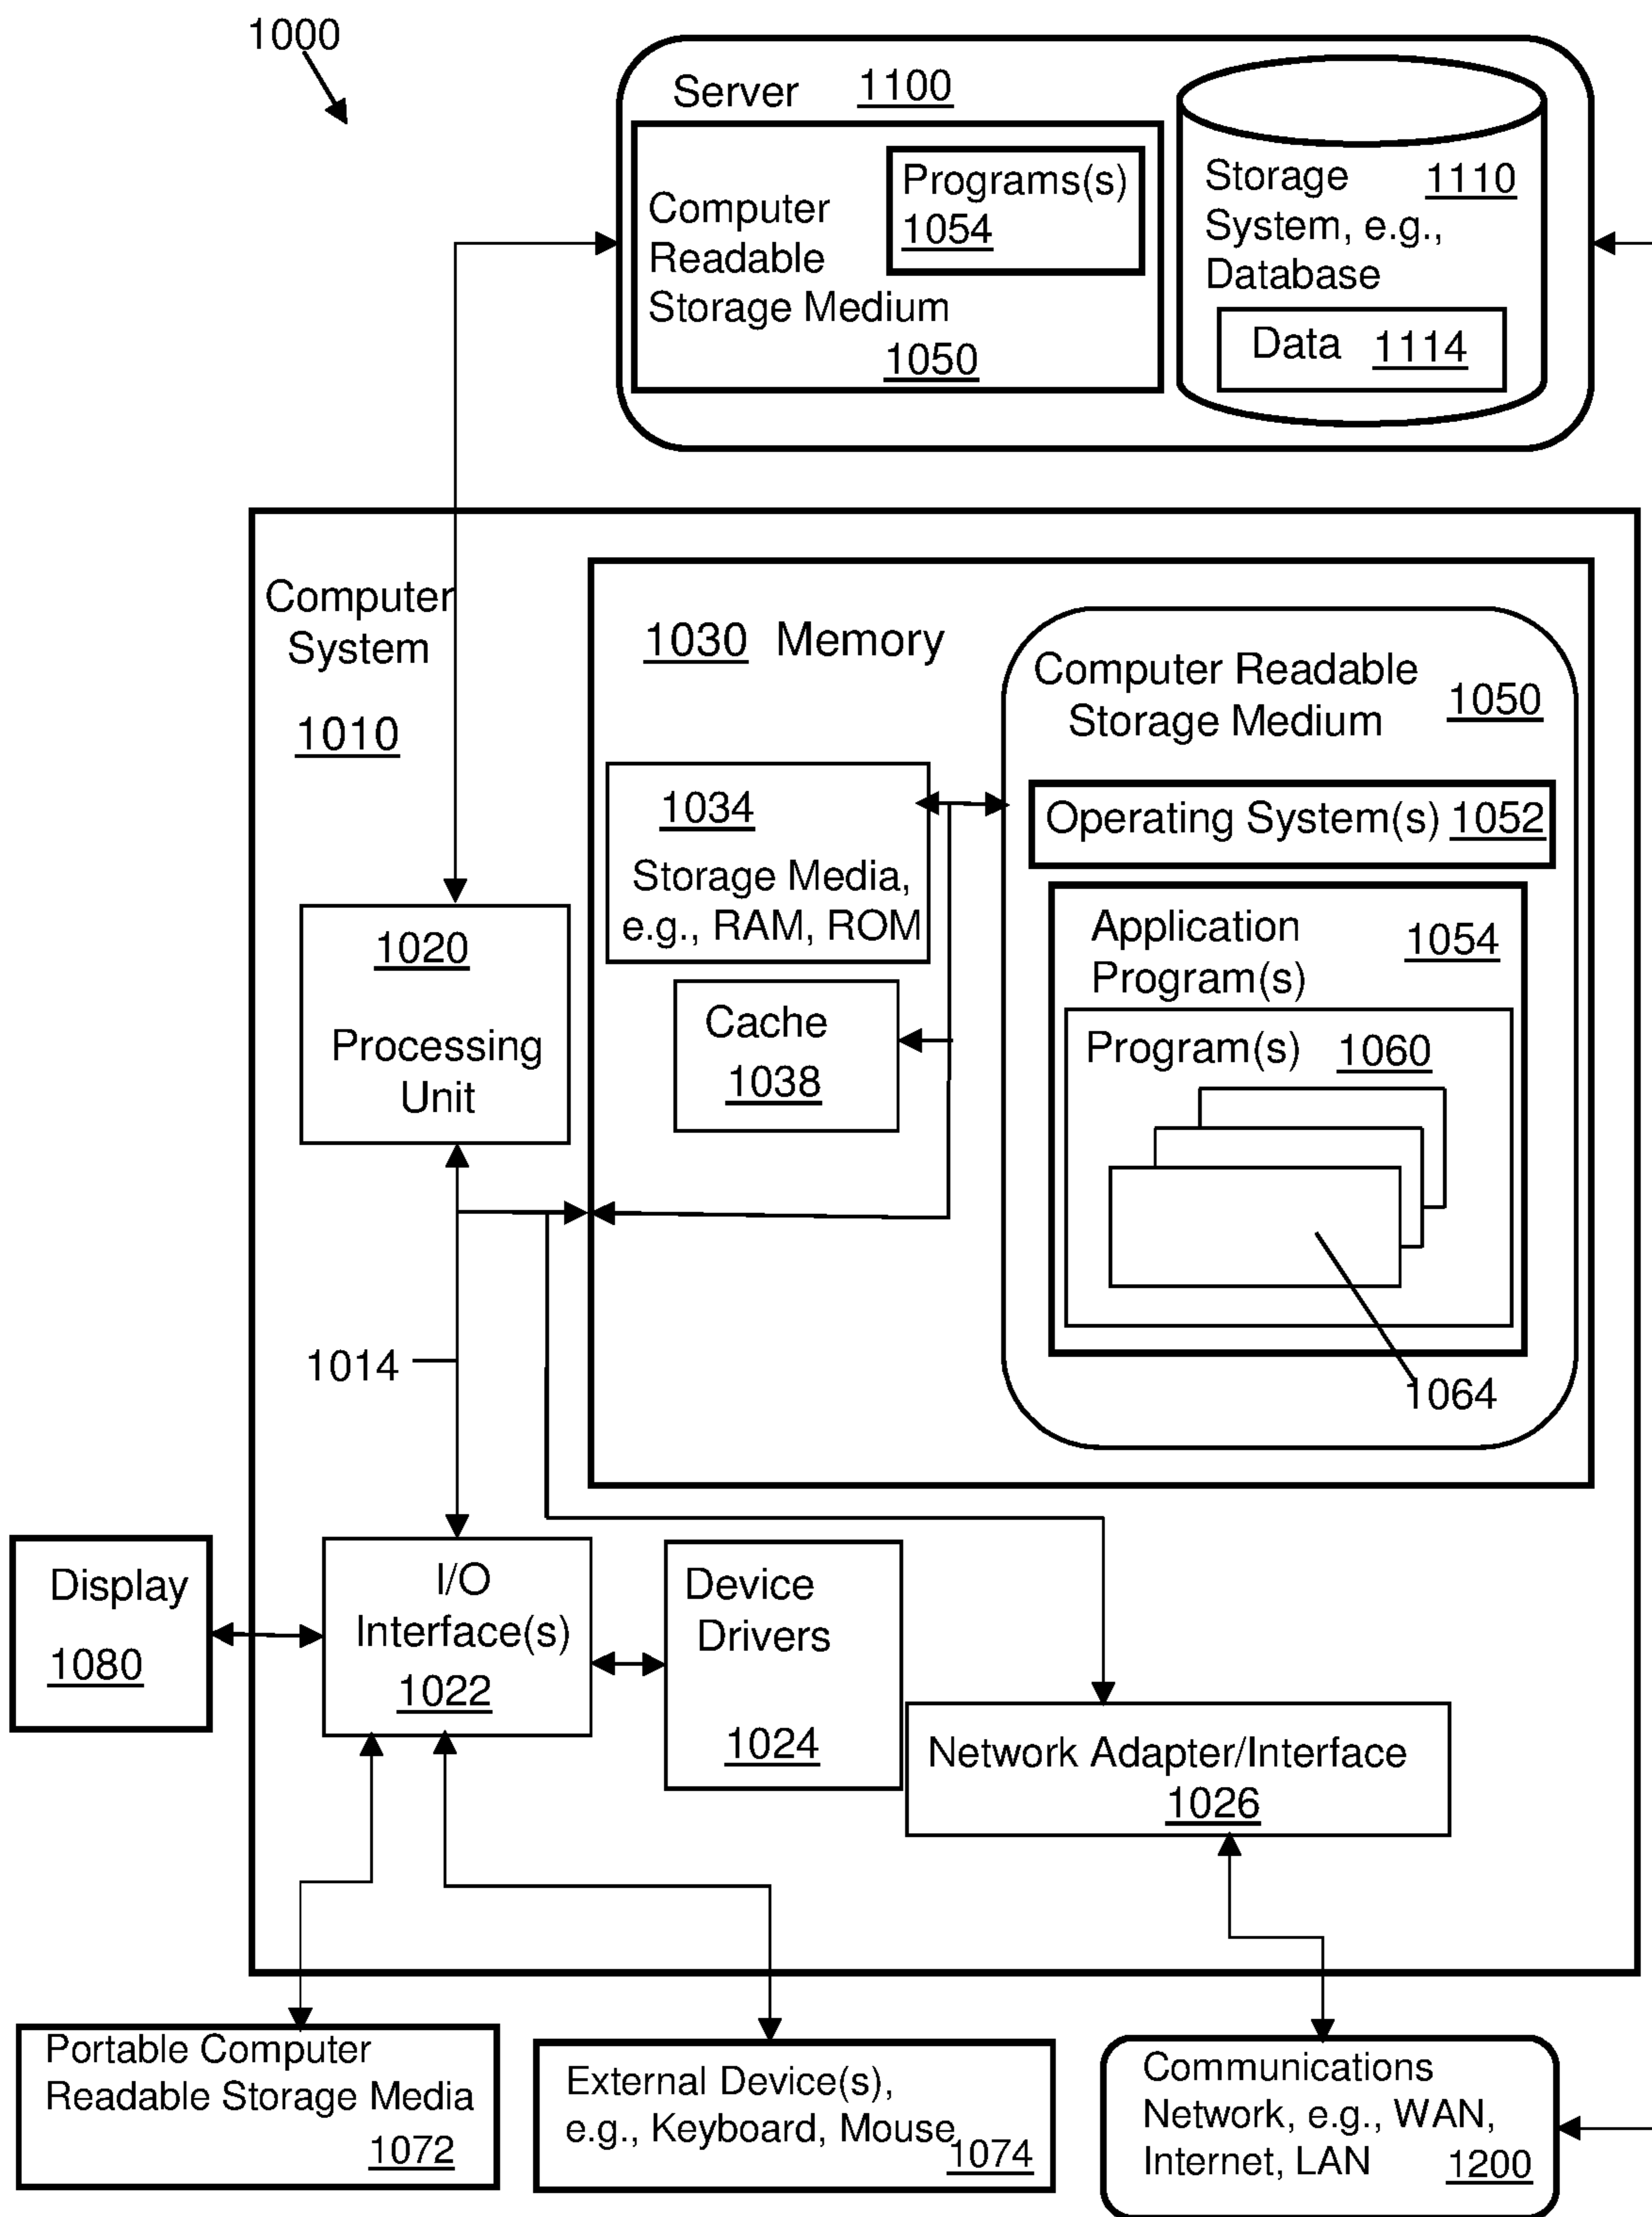 1000
Server 1100
Programs(s)
1054
Computer
Readable
Storage Medium
1050
Storage 1110
System, e.g.,
Database
Data 1114
Computer
System
1010
1030 Memory
Computer Readable
Storage Medium
1050
1034
Storage Media,
e.g., RAM, ROM
Operating System(s) 1052
1020
Processing
Unit
Cache
1038
Application
Program(s)
1054
Program(s) 1060
1014
1064
Display
1080
I/O
Interface(s)
1022
Device
Drivers
1024
Network Adapter/Interface
1026
Portable Computer
Readable Storage Media
1072
External Device(s),
e.g., Keyboard, Mouse
1074
Communications
Network, e.g., WAN,
Internet, LAN 1200